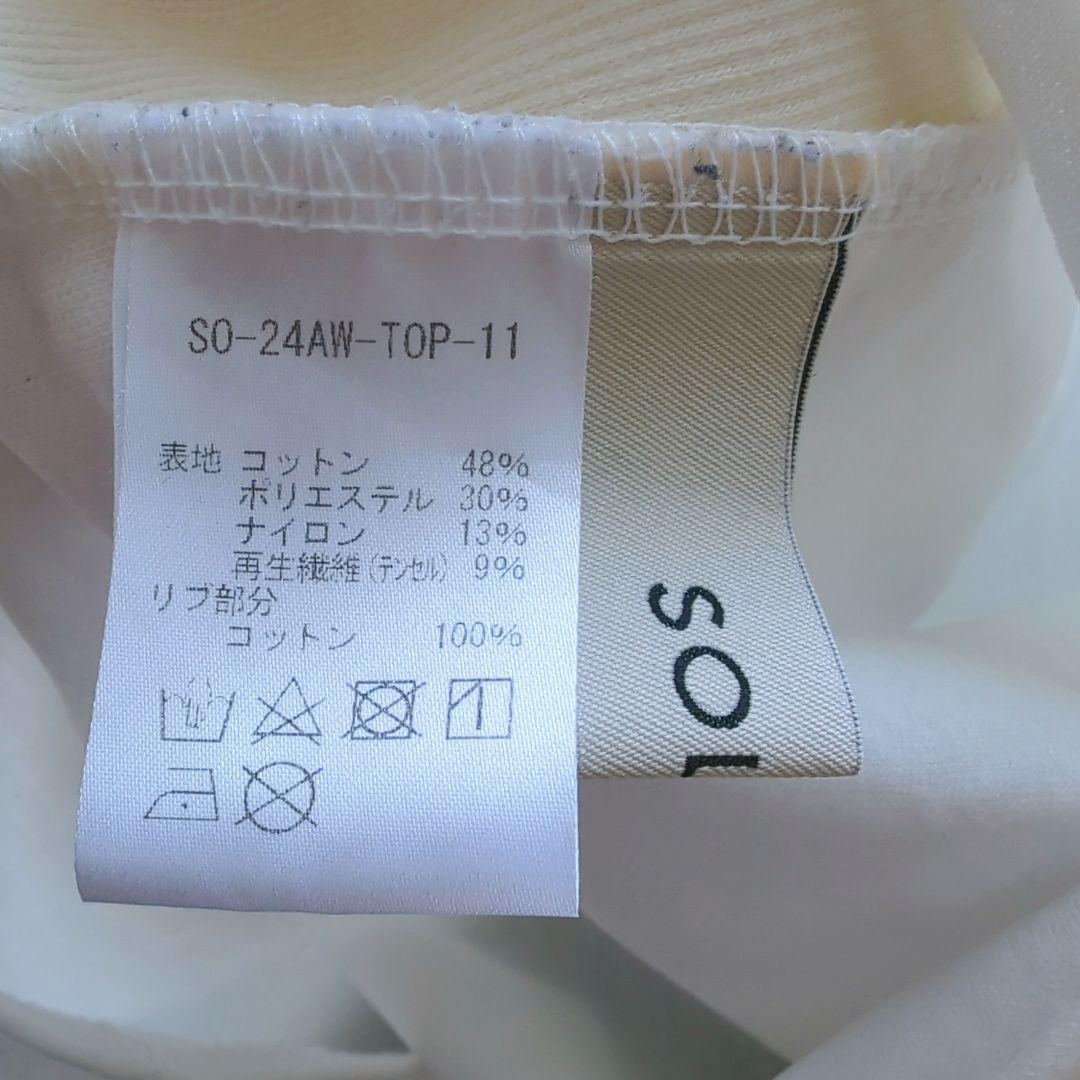 SO-24AW-TOP-11
表地 コットン 48%
ポリエステル 30%
ナイロン 13%
再生繊維(テンセル) 9%
リブ部分
コットン 100%
SOL